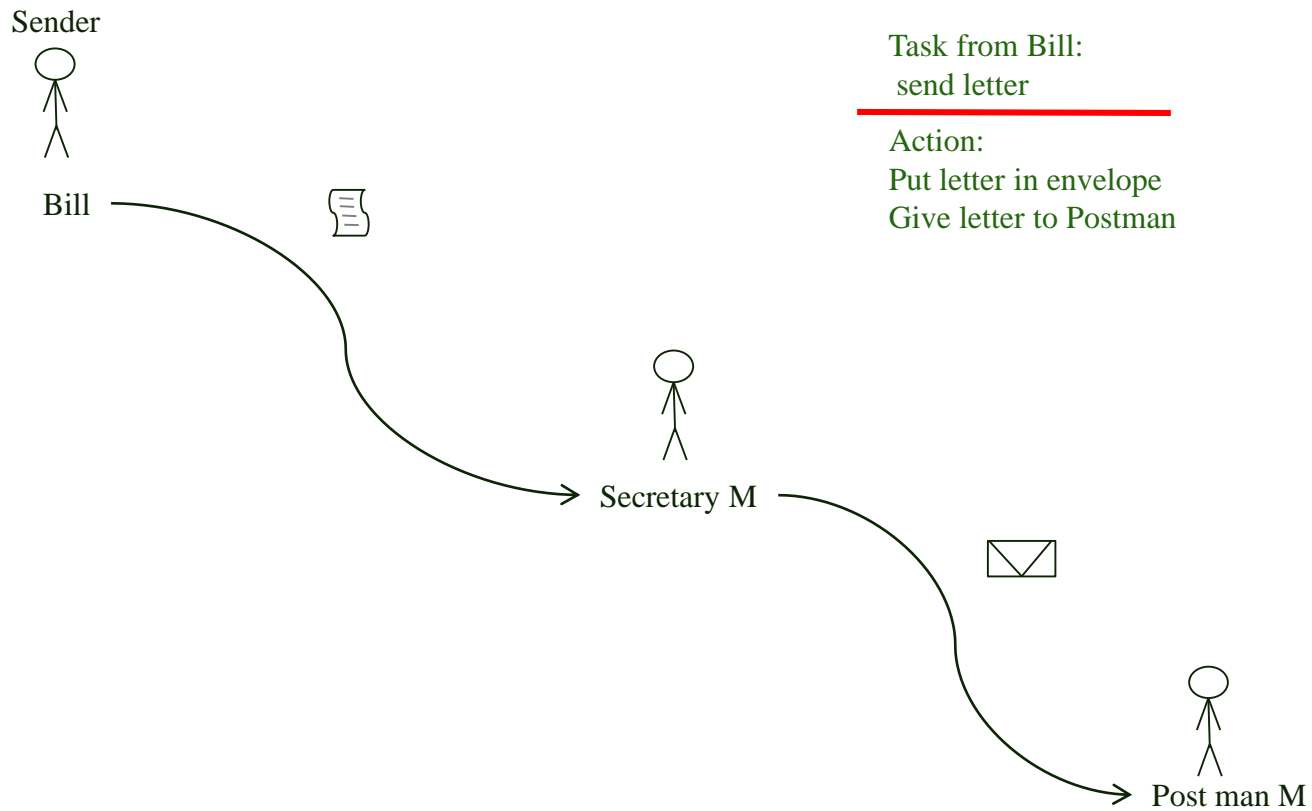 Sender
Bill
Task from Bill:
send letter
Action:
Put letter in envelope
Give letter to Postman
Secretary M
Post man M